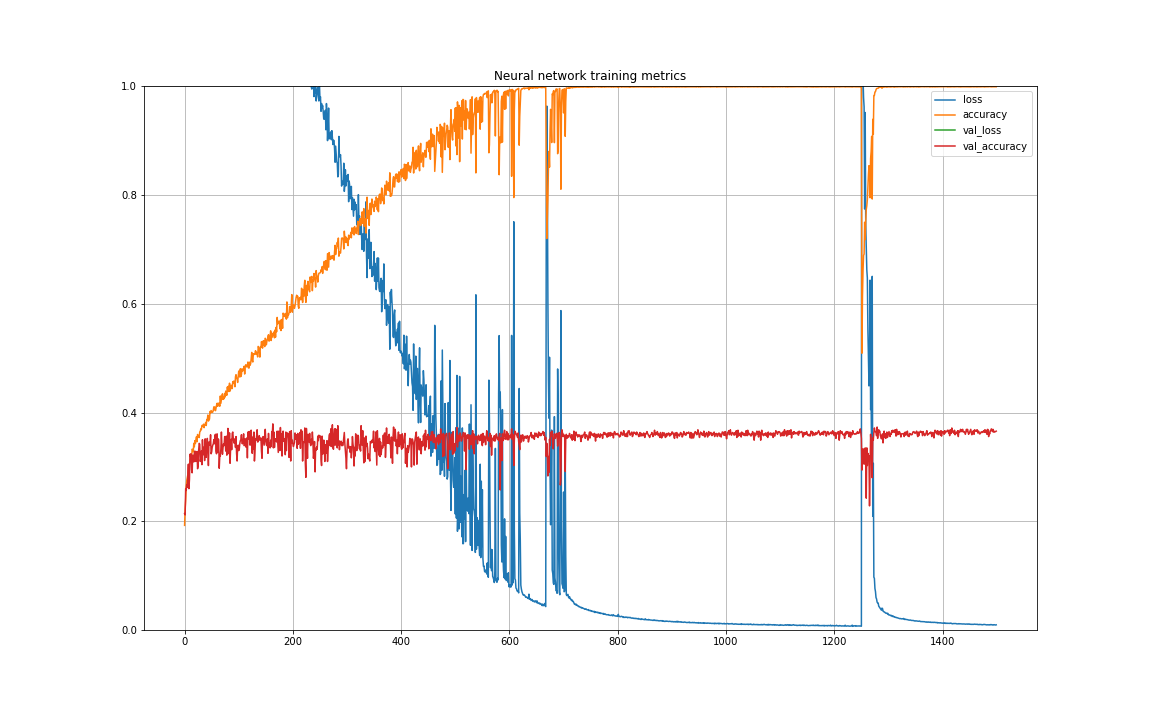 Neural network training metrics
1.0
0.8
0.6
0.4
0.2
0.0
loss
accuracy
val_loss
val_accuracy
0 200 400 600 800 1000 1200 1400